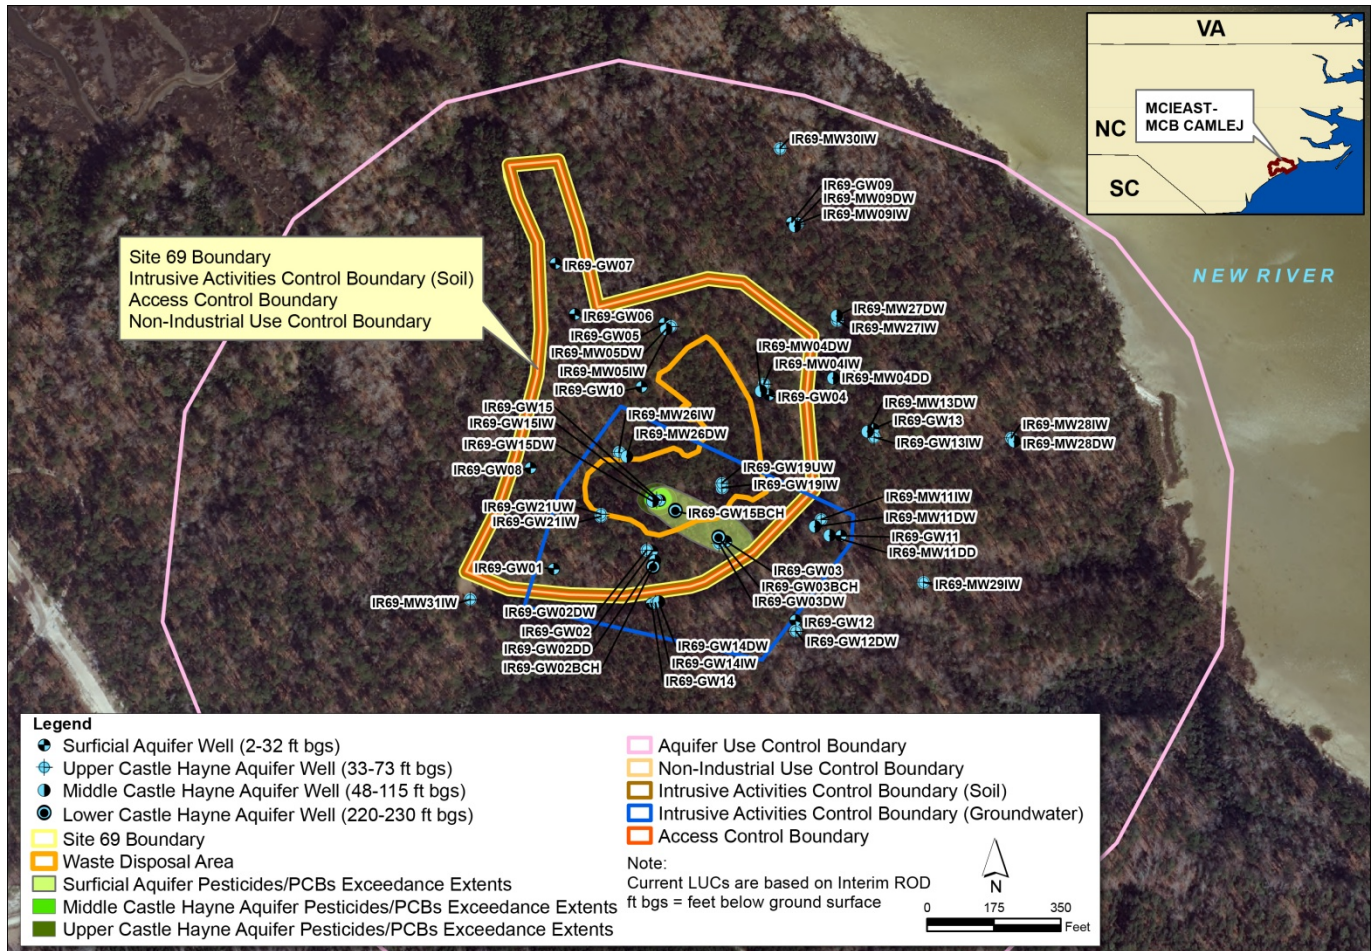 VA
MCIEAST-
MCB CAMLEJ
NC
SC
NEW RIVER
Site 69 Boundary
Intrusive Activities Control Boundary (Soil)
Access Control Boundary
Non-Industrial Use Control Boundary
IR69-MW30IW
IR69-GW09
IR69-MW09DW
IR69-MW09IW
IR69-GW07
IR69-GW06
IR69-GW05
IR69-MW05DW
IR69-MW05IW
IR69-GW10
IR69-MW27DW
IR69-MW27IW
IR69-MW04DW
IR69-MW04IW
IR69-MW04DD
IR69-GW04
IR69-MW13DW
IR69-GW13
IR69-GW13IW
IR69-MW28IW
IR69-MW28DW
IR69-GW15
IR69-GW15IW
IR69-GW15DW
IR69-MW26IW
IR69-MW26DW
IR69-GW08
IR69-GW19UW
IR69-GW19IW
IR69-GW21UW
IR69-GW21IW
IR69-GW15BCH
IR69-MW11IW
IR69-MW11DW
IR69-GW11
IR69-MW11DD
IR69-GW01
IR69-GW03
IR69-GW03BCH
IR69-GW03DW
IR69-MW29IW
IR69-MW31IW
IR69-GW02DW
IR69-GW02
IR69-GW02DD
IR69-GW02BCH
IR69-GW12
IR69-GW12DW
IR69-GW14DW
IR69-GW14IW
IR69-GW14
Legend
Surficial Aquifer Well (2-32 ft bgs)
Upper Castle Hayne Aquifer Well (33-73 ft bgs)
Middle Castle Hayne Aquifer Well (48-115 ft bgs)
Lower Castle Hayne Aquifer Well (220-230 ft bgs)
Site 69 Boundary
Waste Disposal Area
Surficial Aquifer Pesticides/PCBs Exceedance Extents
Middle Castle Hayne Aquifer Pesticides/PCBs Exceedance Extents
Upper Castle Hayne Aquifer Pesticides/PCBs Exceedance Extents
Aquifer Use Control Boundary
Non-Industrial Use Control Boundary
Intrusive Activities Control Boundary (Soil)
Intrusive Activities Control Boundary (Groundwater)
Access Control Boundary
Note:
Current LUCs are based on Interim ROD
ft bgs = feet below ground surface
N
0 175 350
Feet